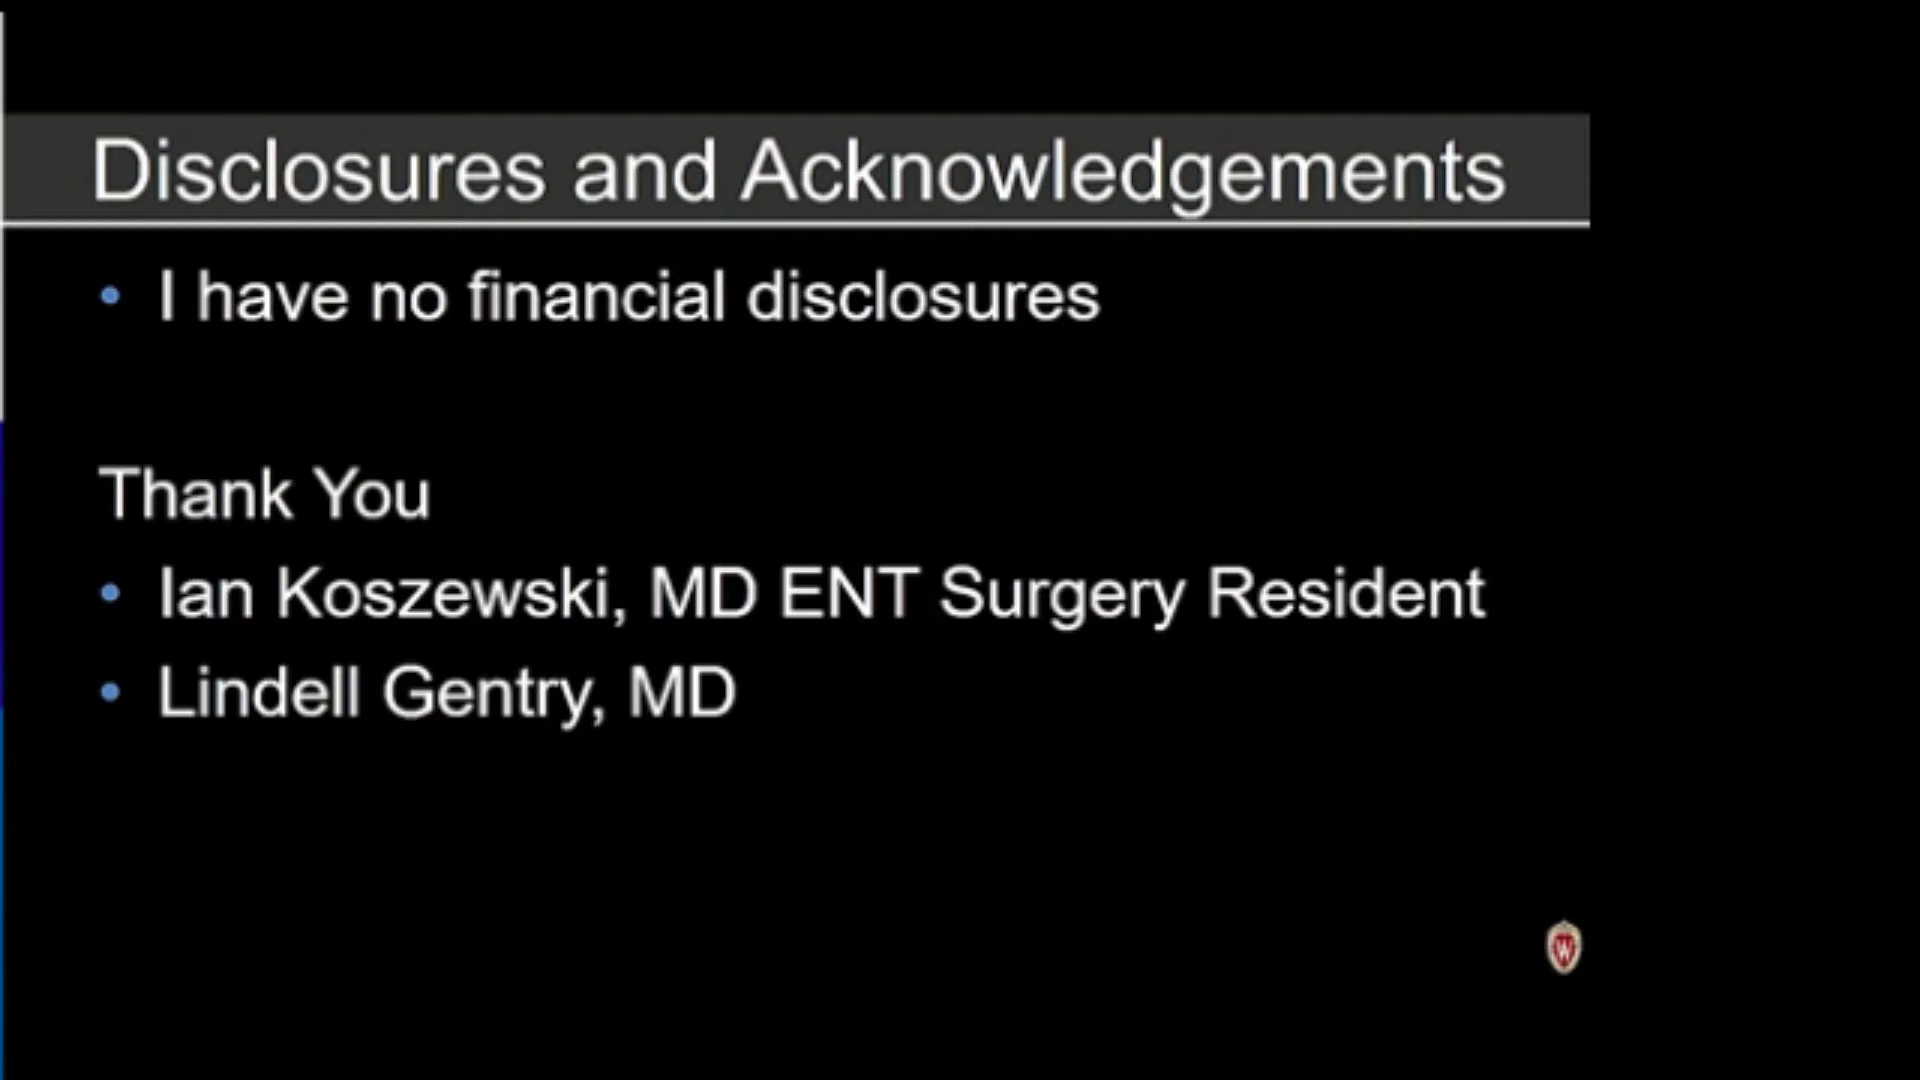 Disclosures and Acknowledgements
• I have no financial disclosures
Thank You
• Ian Koszewski, MD ENT Surgery Resident
• Lindell Gentry, MD
W